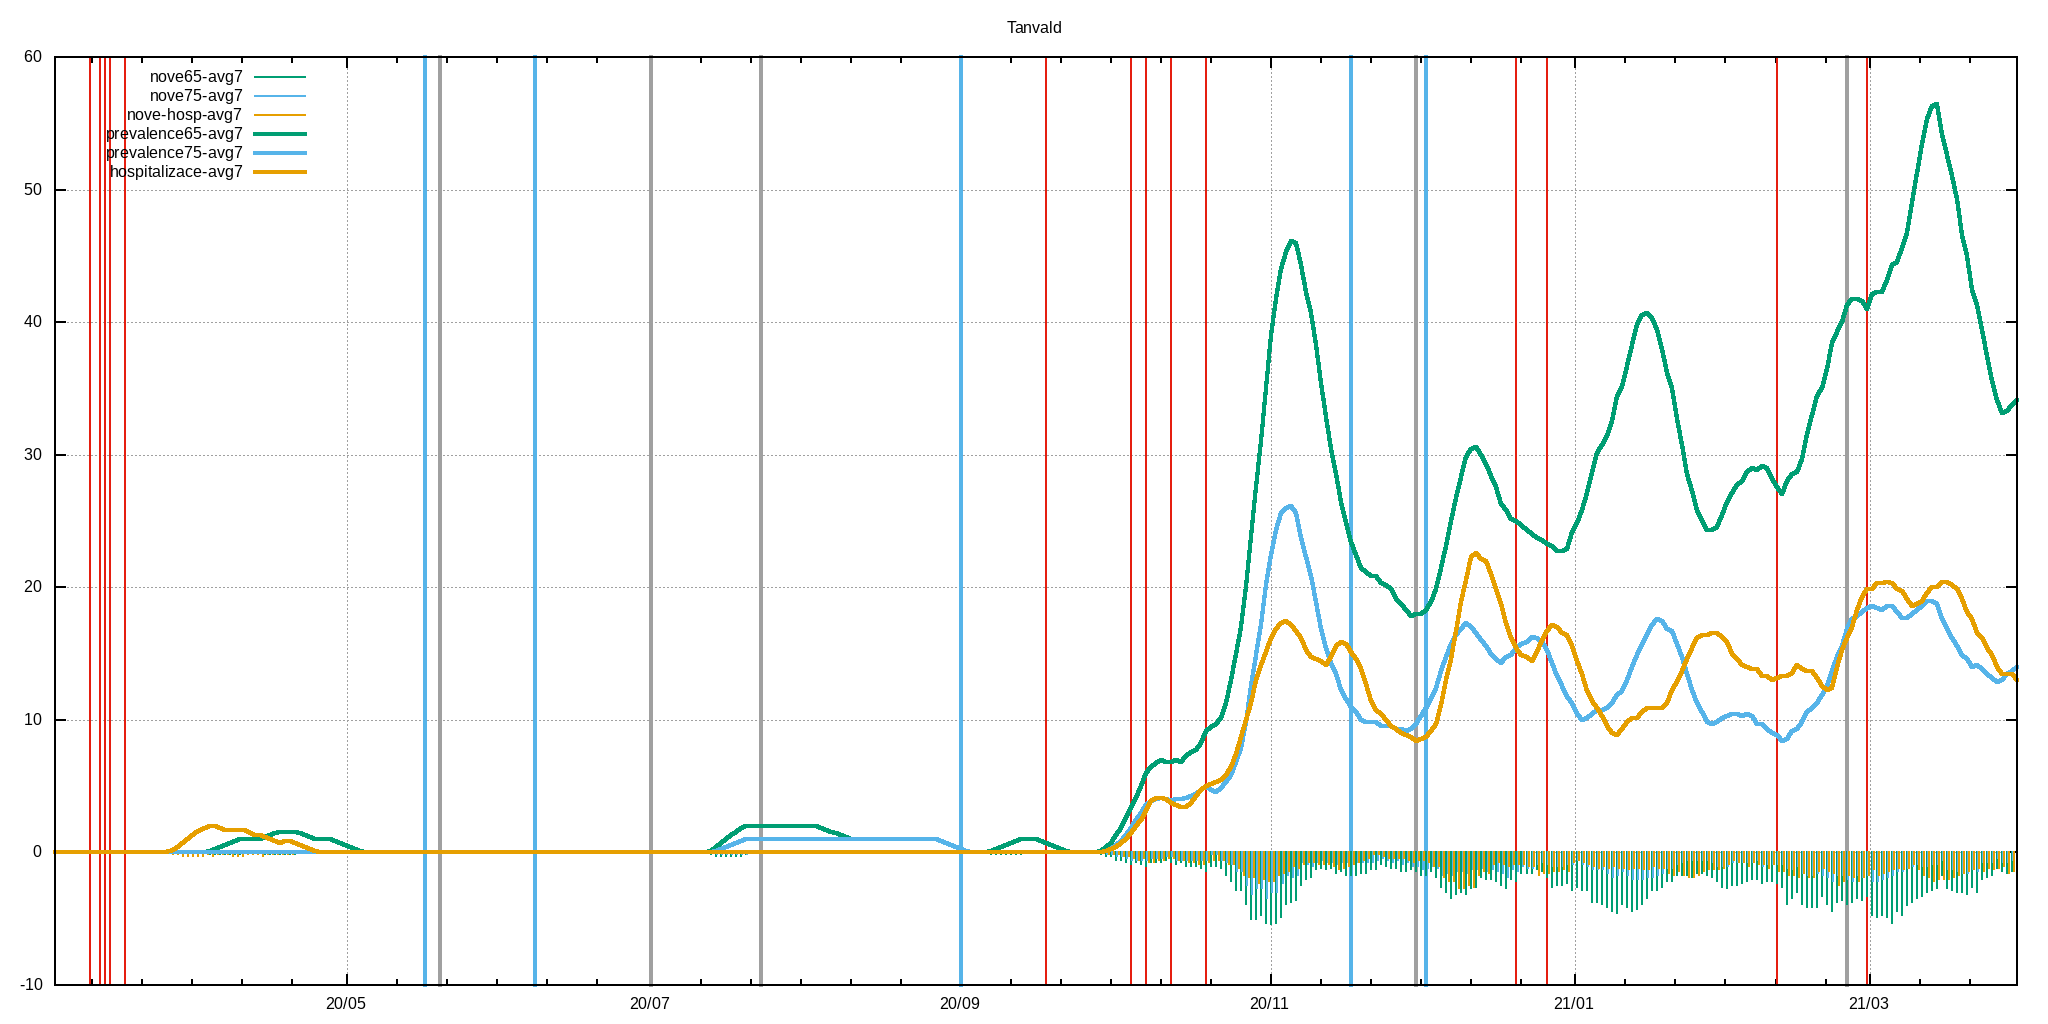 Tanvald
60
nove65-avg7
nove75-avg7
nove-hosp-avg7
prevalence65-avg7
prevalence75-avg7
hospitalizace-avg7
50
40
30
20
10
0
-10
20/05 20/07 20/09 20/11 21/01 21/03